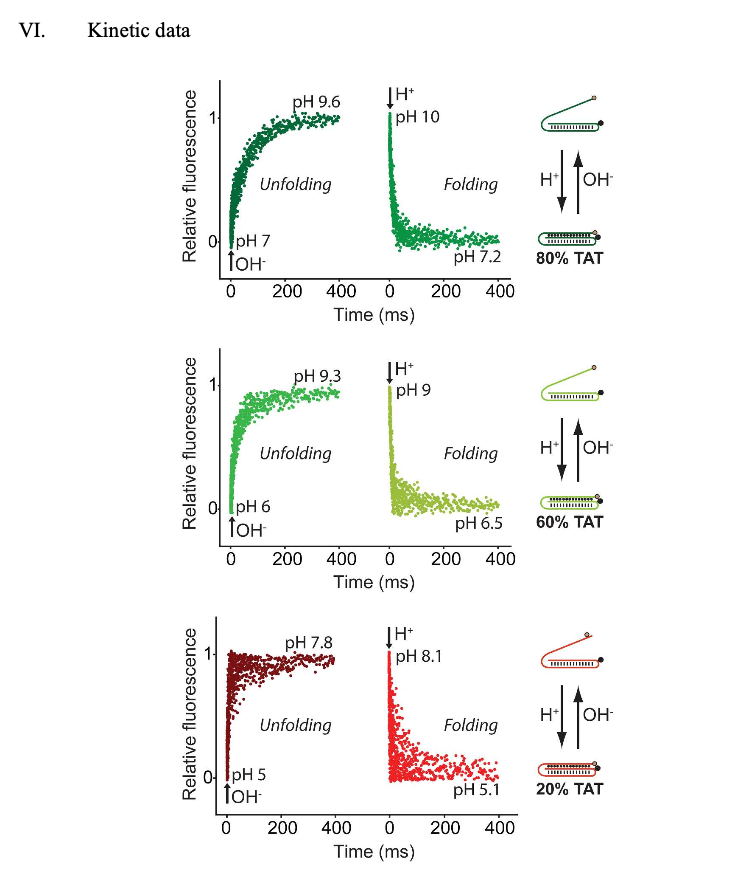 VI. Kinetic data
Relative fluorescence
1
0
pH 9.6
Unfolding
pH 7
OH-
H+
pH 10
Folding
pH 7.2
0 200 400 0 200 400
Time (ms)
H+ OH-
80% TAT
Relative fluorescence
1
0
pH 9.3
Unfolding
pH 6
OH-
H+
pH 9
Folding
pH 6.5
0 200 400 0 200 400
Time (ms)
H+ OH-
60% TAT
Relative fluorescence
1
0
pH 7.8
Unfolding
pH 5
OH-
H+
pH 8.1
Folding
pH 5.1
0 200 400 0 200 400
Time (ms)
H+ OH-
20% TAT